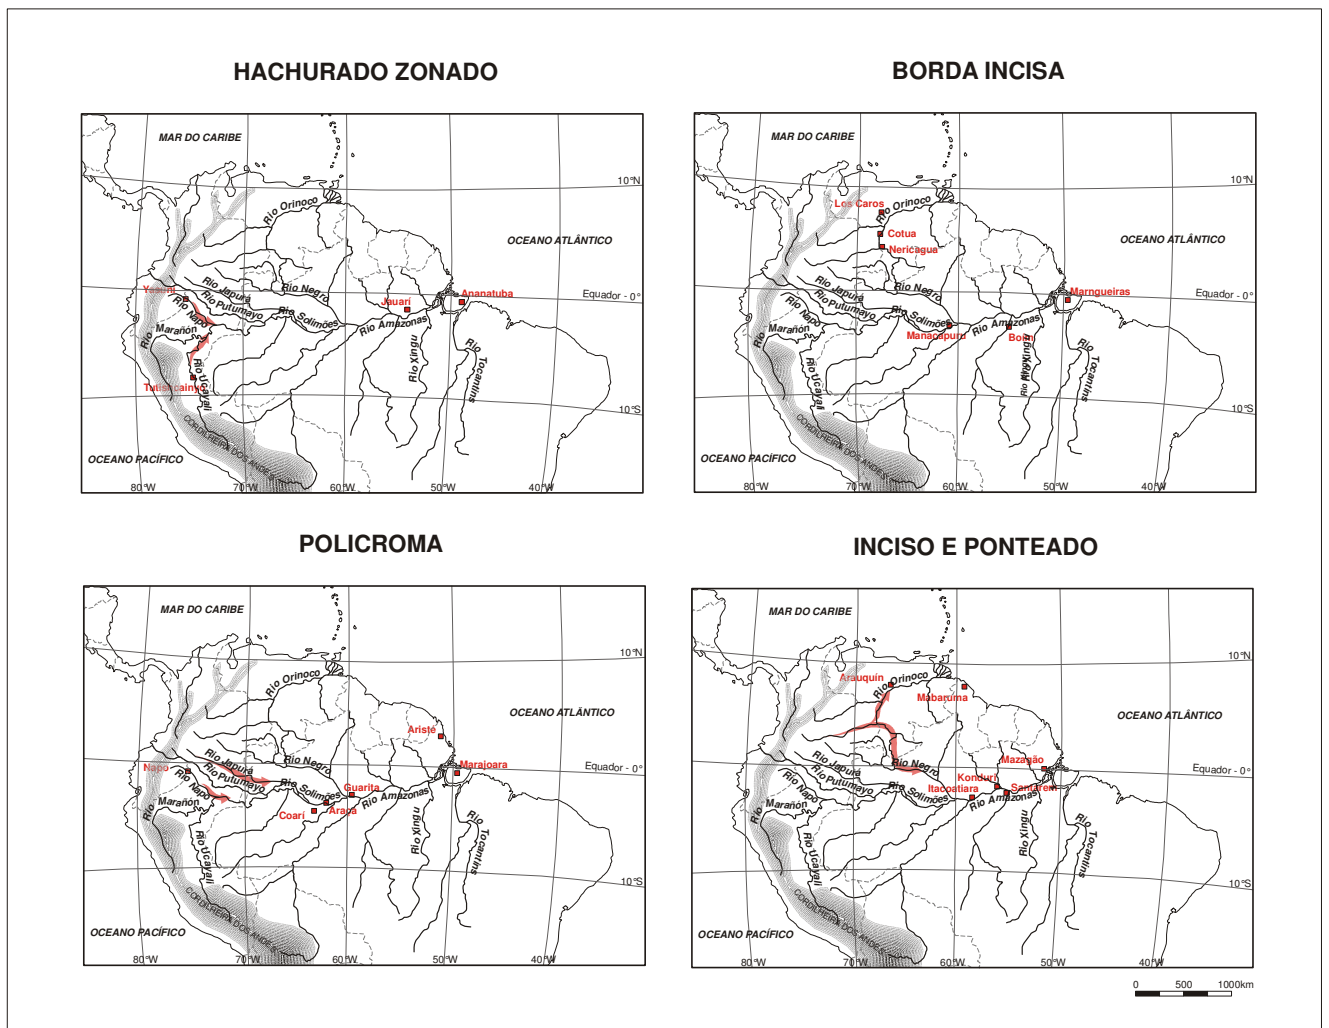 HACHURADO ZONADO
MAR DO CARIBE
10°N
Rio Orinoco
OCEANO ATLÂNTICO
Yasuní
Rio Japurá
Rio Negro
Jauarí
Ananatuba
Equador - 0°
Rio Putumayo
Rio Napo
Rio Solimões
Rio Amazonas
Marañón
Rio
Rio Xingu
Rio Tocantins
Rio Ucayali
10°S
CORDILHEIRA DOS ANDES
OCEANO PACÍFICO
80°W
70°W
60°W
50°W
40°W
BORDA INCISA
MAR DO CARIBE
10°N
Los Caros
Rio Orinoco
Cotua
Nericagua
OCEANO ATLÂNTICO
Rio Japurá
Rio Negro
Marngueiras
Equador - 0°
Rio Putumayo
Rio Napo
Rio Solimões
Rio Amazonas
Manacapuru
Boim
Marañón
Rio
Rio Xingu
Rio Tocantins
Rio Ucayali
10°S
CORDILHEIRA DOS ANDES
OCEANO PACÍFICO
80°W
70°W
60°W
50°W
40°W
POLICROMA
MAR DO CARIBE
10°N
Rio Orinoco
OCEANO ATLÂNTICO
Aristé
Napo
Rio Japurá
Rio Negro
Marajoara
Equador - 0°
Rio Putumayo
Rio Napo
Rio Solimões
Guarita
Rio Amazonas
Coarí
Araçá
Marañón
Rio
Rio Xingu
Rio Tocantins
Rio Ucayali
10°S
CORDILHEIRA DOS ANDES
OCEANO PACÍFICO
80°W
70°W
60°W
50°W
40°W
INCISO E PONTEADO
MAR DO CARIBE
10°N
Arauquín
Rio Orinoco
Mabaruma
OCEANO ATLÂNTICO
Rio Japurá
Rio Negro
Mazagão
Equador - 0°
Rio Putumayo
Konduri
Itacoatiara
Santarém
Rio Napo
Rio Solimões
Rio Amazonas
Marañón
Rio
Rio Xingu
Rio Tocantins
Rio Ucayali
10°S
CORDILHEIRA DOS ANDES
OCEANO PACÍFICO
80°W
70°W
60°W
50°W
40°W
0 500 1000km